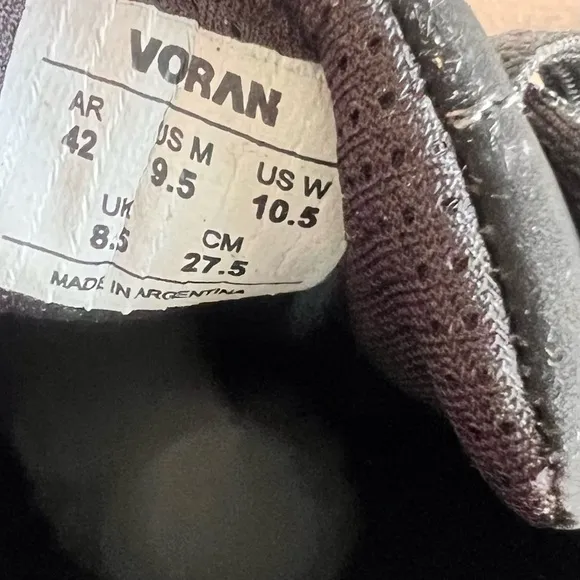 VORAN
AR US M US W
42 9.5 10.5
UK CM
8.5 27.5
MADE IN ARGENTINA